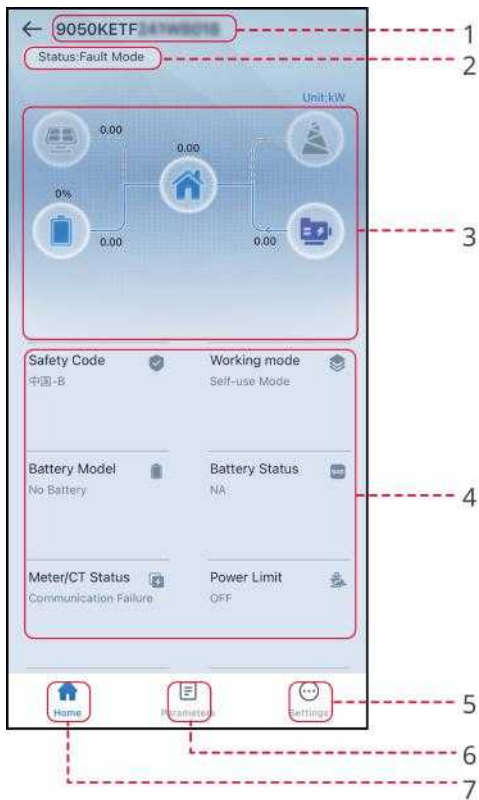 9050KETF
1
Status:Fault Mode
2
Unit:kW
0.00
0.00
0%
3
0.00
0.00
Safety Code
Working mode
中国-B
Self-use Mode
Battery Model
Battery Status
No Battery
NA
4
Meter/CT Status
Power Limit
Communication Failure
OFF
5
Home
Parameters
Settings
6
7